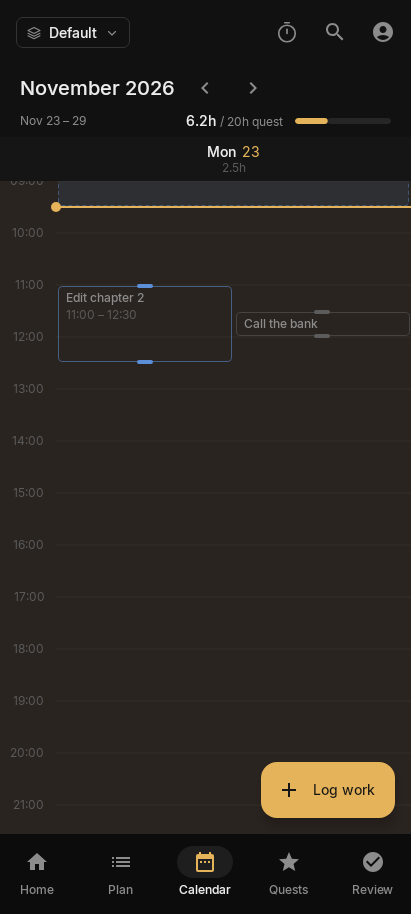 Default
November 2026
Nov 23 – 29
6.2h / 20h quest
Mon 23
2.5h
09:00
10:00
11:00
Edit chapter 2
11:00 – 12:30
Call the bank
12:00
13:00
14:00
15:00
16:00
17:00
18:00
19:00
20:00
Log work
21:00
Home
Plan
Calendar
Quests
Review